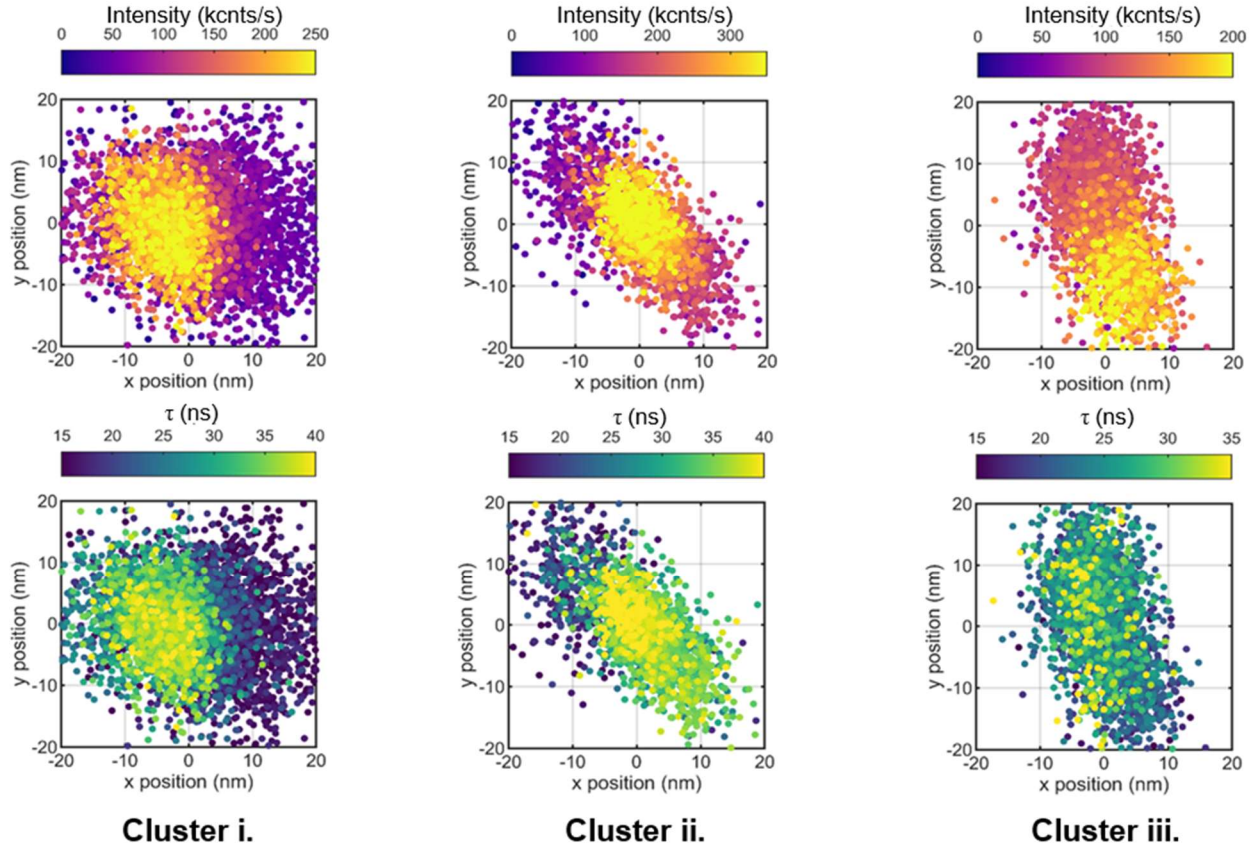 Intensity (kcnts/s)
0 50 100 150 200 250
20
10
0
-10
-20
-20 -10 0 10 20
y position (nm)
x position (nm)
Intensity (kcnts/s)
0 100 200 300
20
10
0
-10
-20
-20 -10 0 10 20
y position (nm)
x position (nm)
Intensity (kcnts/s)
0 50 100 150 200
20
10
0
-10
-20
-20 -10 0 10 20
y position (nm)
x position (nm)
τ (ns)
15 20 25 30 35 40
20
10
0
-10
-20
-20 -10 0 10 20
y position (nm)
x position (nm)
τ (ns)
15 20 25 30 35 40
20
10
0
-10
-20
-20 -10 0 10 20
y position (nm)
x position (nm)
τ (ns)
15 20 25 30 35
20
10
0
-10
-20
-20 -10 0 10 20
y position (nm)
x position (nm)
Cluster i.
Cluster ii.
Cluster iii.